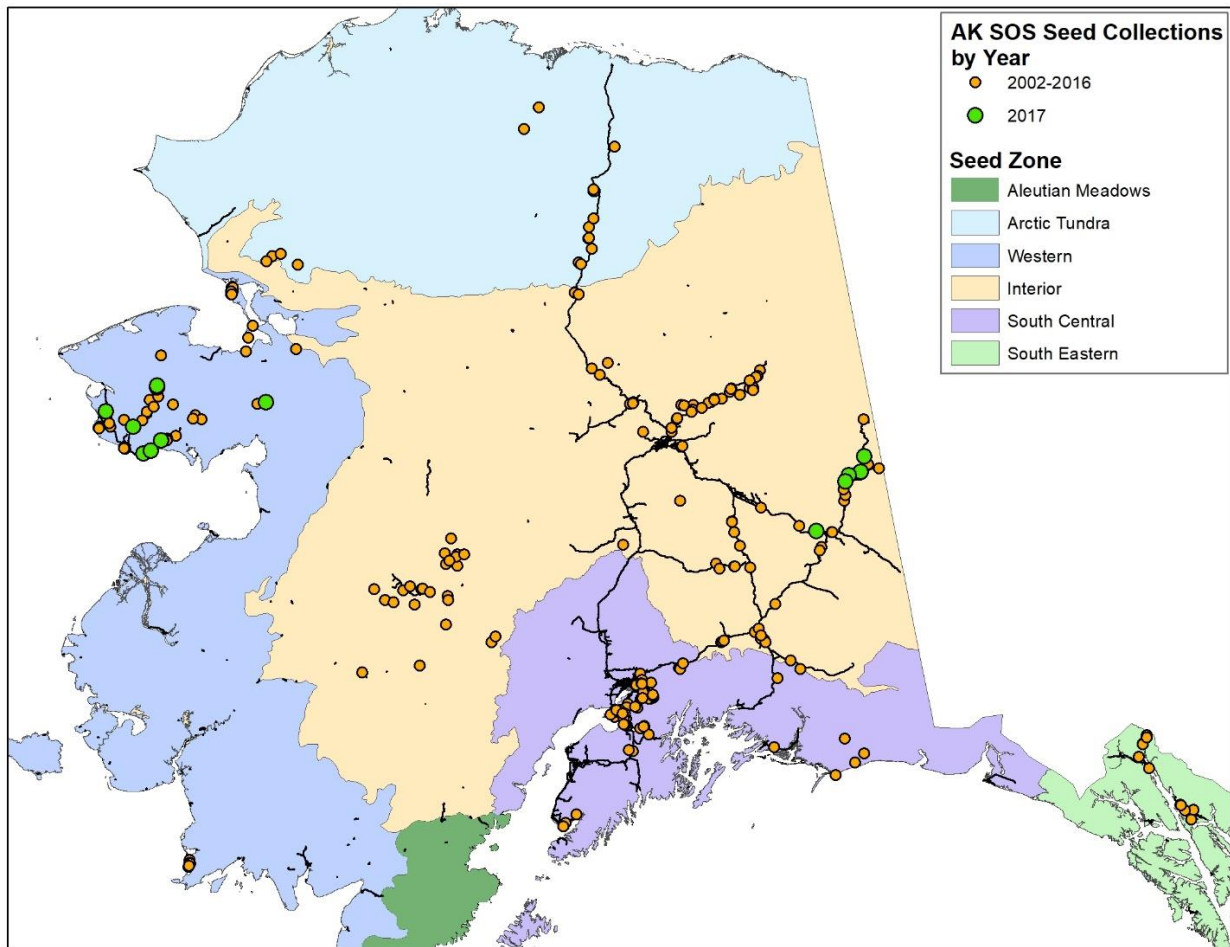 AK SOS Seed Collections
by Year
2002-2016
2017
Seed Zone
Aleutian Meadows
Arctic Tundra
Western
Interior
South Central
South Eastern